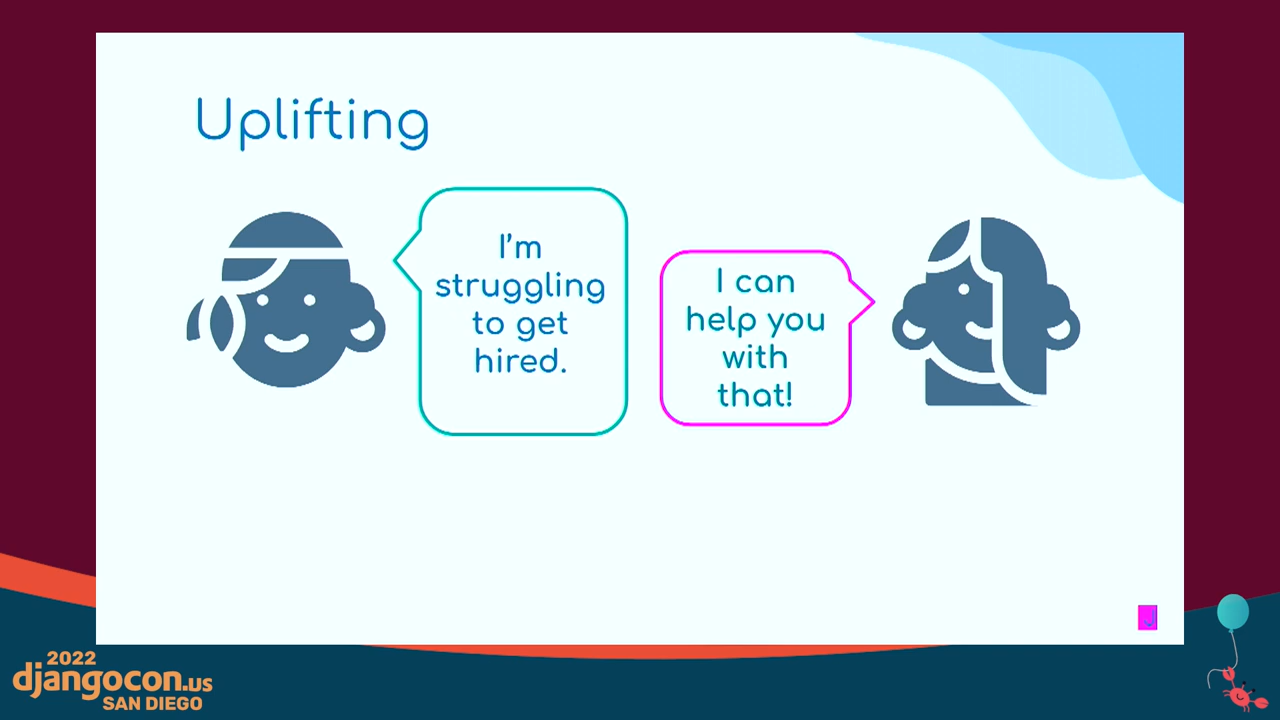 Uplifting
I'm
struggling
to get
hired.
I can
help you
with
that!
J
2022
djangocon.us
SAN DIEGO